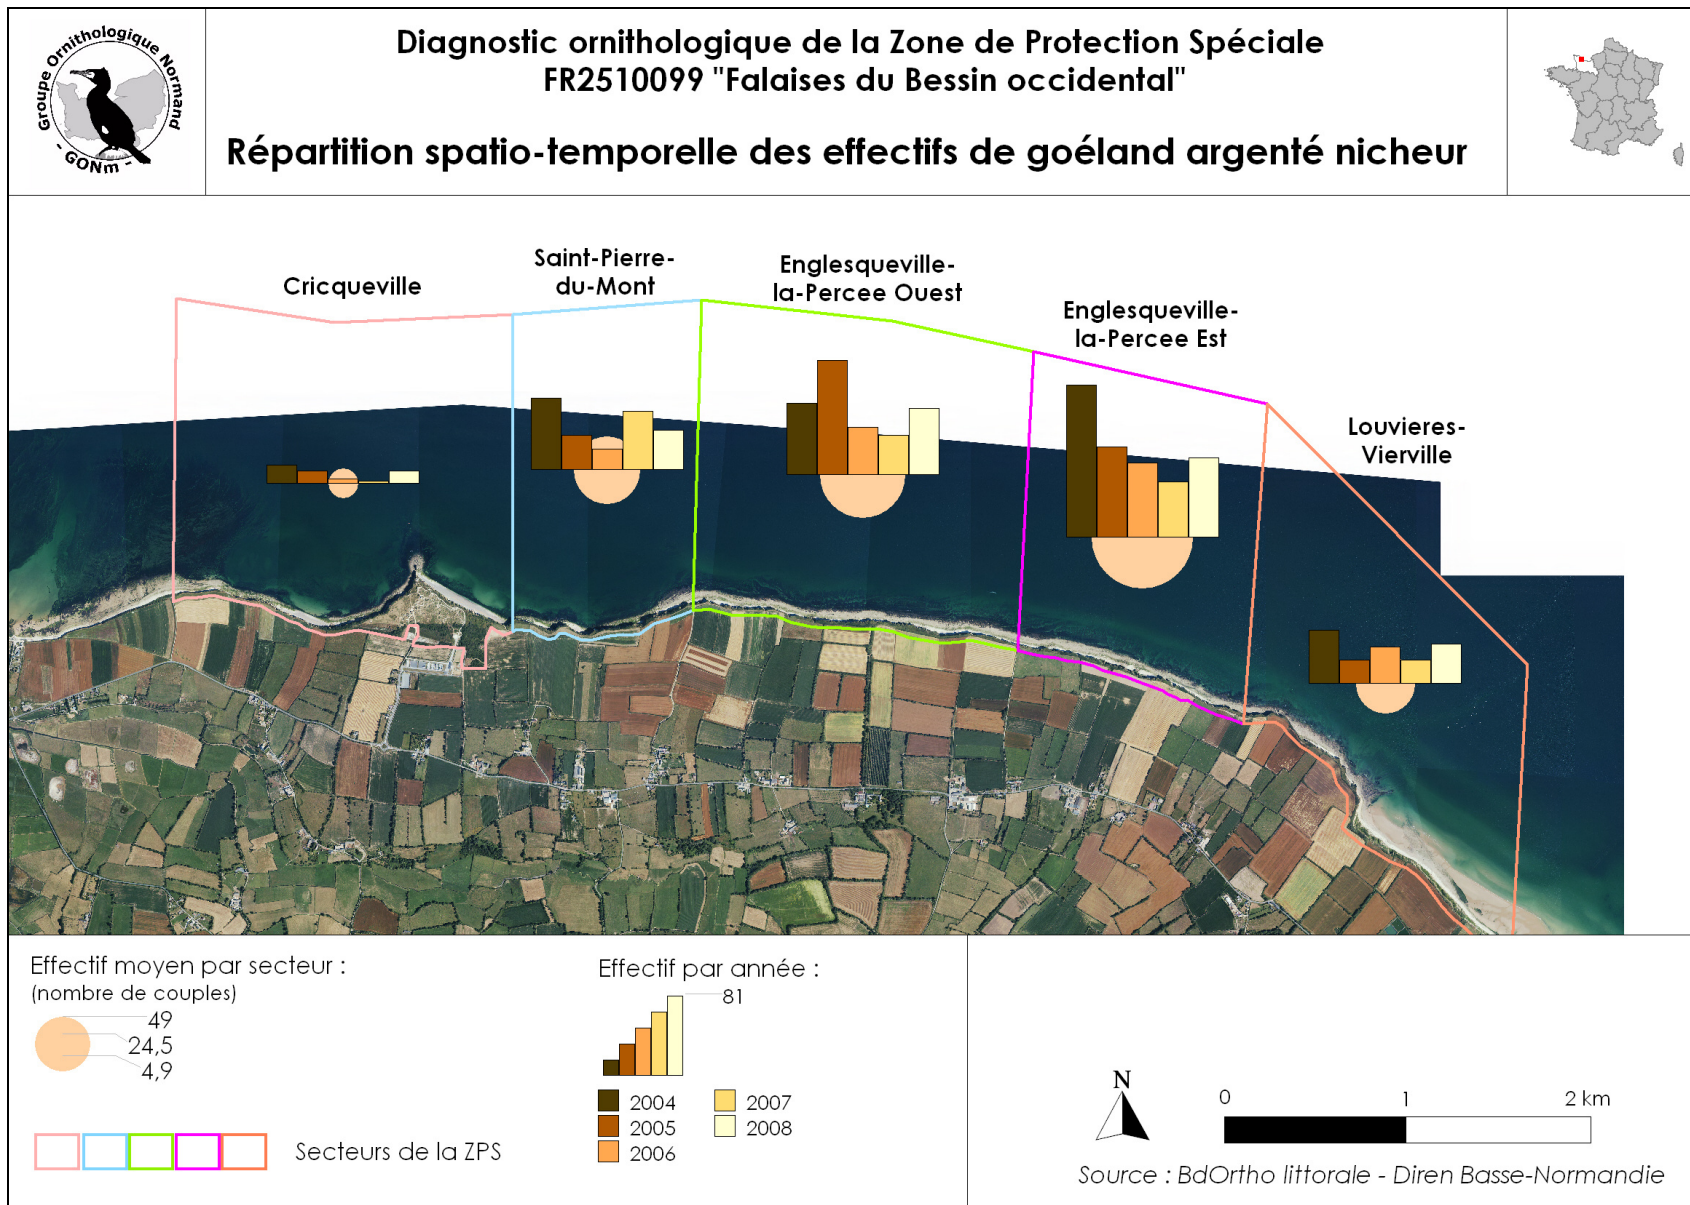 Groupe Ornithologique Normand
- GONm -
Diagnostic ornithologique de la Zone de Protection Spéciale
FR2510099 "Falaises du Bessin occidental"
Répartition spatio-temporelle des effectifs de goéland argenté nicheur
Cricqueville
Saint-Pierre-
du-Mont
Englesqueville-
la-Percee Ouest
Englesqueville-
la-Percee Est
Louvieres-
Vierville
Effectif moyen par secteur :
(nombre de couples)
49
24,5
4,9
Secteurs de la ZPS
Effectif par année :
81
2004
2005
2006
2007
2008
N
0 1 2 km
Source : BdOrtho littorale - Diren Basse-Normandie